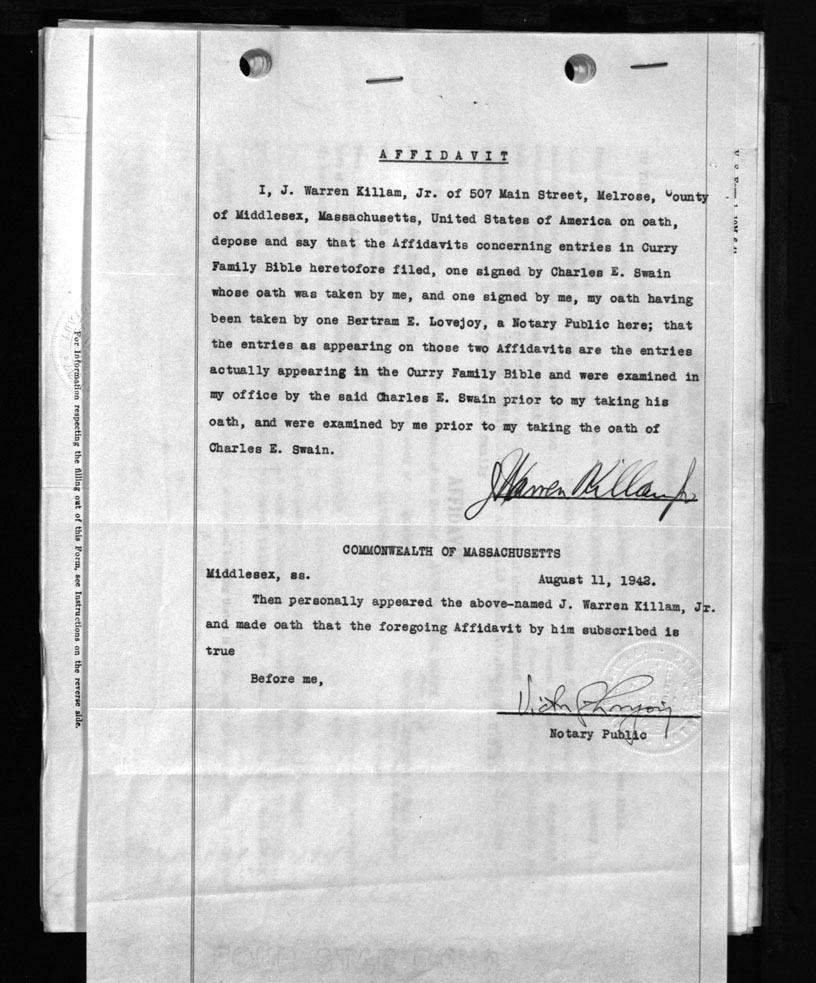 AFFIDAVIT
I, J. Warren Killam, Jr. of 507 Main Street, Melrose, County
of Middlesex, Massachusetts, United States of America on oath,
depose and say that the Affidavits concerning entries in Curry
Family Bible heretofore filed, one signed by Charles E. Swain
whose oath was taken by me, and one signed by me, my oath having
been taken by one Bertram E. Lovejoy, a Notary Public here; that
the entries as appearing on those two Affidavits are the entries
actually appearing in the Curry Family Bible and were examined in
my office by the said Charles E. Swain prior to my taking his
oath, and were examined by me prior to my taking the oath of
Charles E. Swain.
J Warren Killam Jr
COMMONWEALTH OF MASSACHUSETTS
Middlesex, ss. August 11, 1942.
Then personally appeared the above-named J. Warren Killam, Jr.
and made oath that the foregoing Affidavit by him subscribed is
true
Before me,
Notary Public
For Information respecting the filling out of this Form, see Instructions on the reverse side.